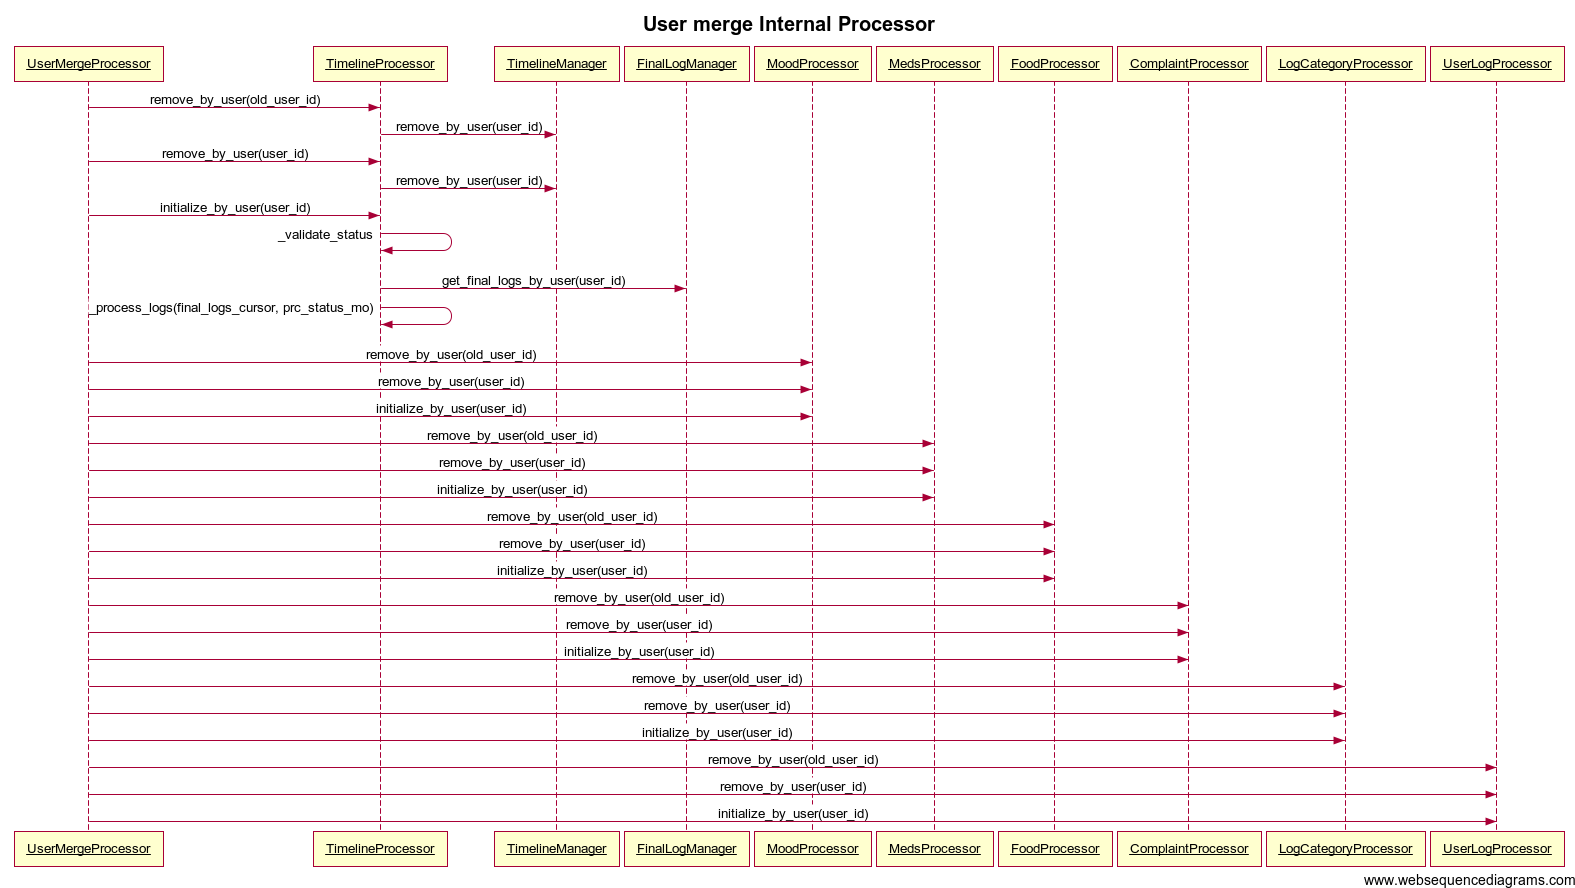 User merge Internal Processor
UserMergeProcessor
TimelineProcessor
TimelineManager
FinalLogManager
MoodProcessor
MedsProcessor
FoodProcessor
ComplaintProcessor
LogCategoryProcessor
UserLogProcessor
remove_by_user(old_user_id)
remove_by_user(user_id)
remove_by_user(user_id)
remove_by_user(user_id)
initialize_by_user(user_id)
_validate_status
get_final_logs_by_user(user_id)
_process_logs(final_logs_cursor, prc_status_mo)
remove_by_user(old_user_id)
remove_by_user(user_id)
initialize_by_user(user_id)
remove_by_user(old_user_id)
remove_by_user(user_id)
initialize_by_user(user_id)
remove_by_user(old_user_id)
remove_by_user(user_id)
initialize_by_user(user_id)
remove_by_user(old_user_id)
remove_by_user(user_id)
initialize_by_user(user_id)
remove_by_user(old_user_id)
remove_by_user(user_id)
initialize_by_user(user_id)
remove_by_user(old_user_id)
remove_by_user(user_id)
initialize_by_user(user_id)
UserMergeProcessor
TimelineProcessor
TimelineManager
FinalLogManager
MoodProcessor
MedsProcessor
FoodProcessor
ComplaintProcessor
LogCategoryProcessor
UserLogProcessor
www.websequencediagrams.com